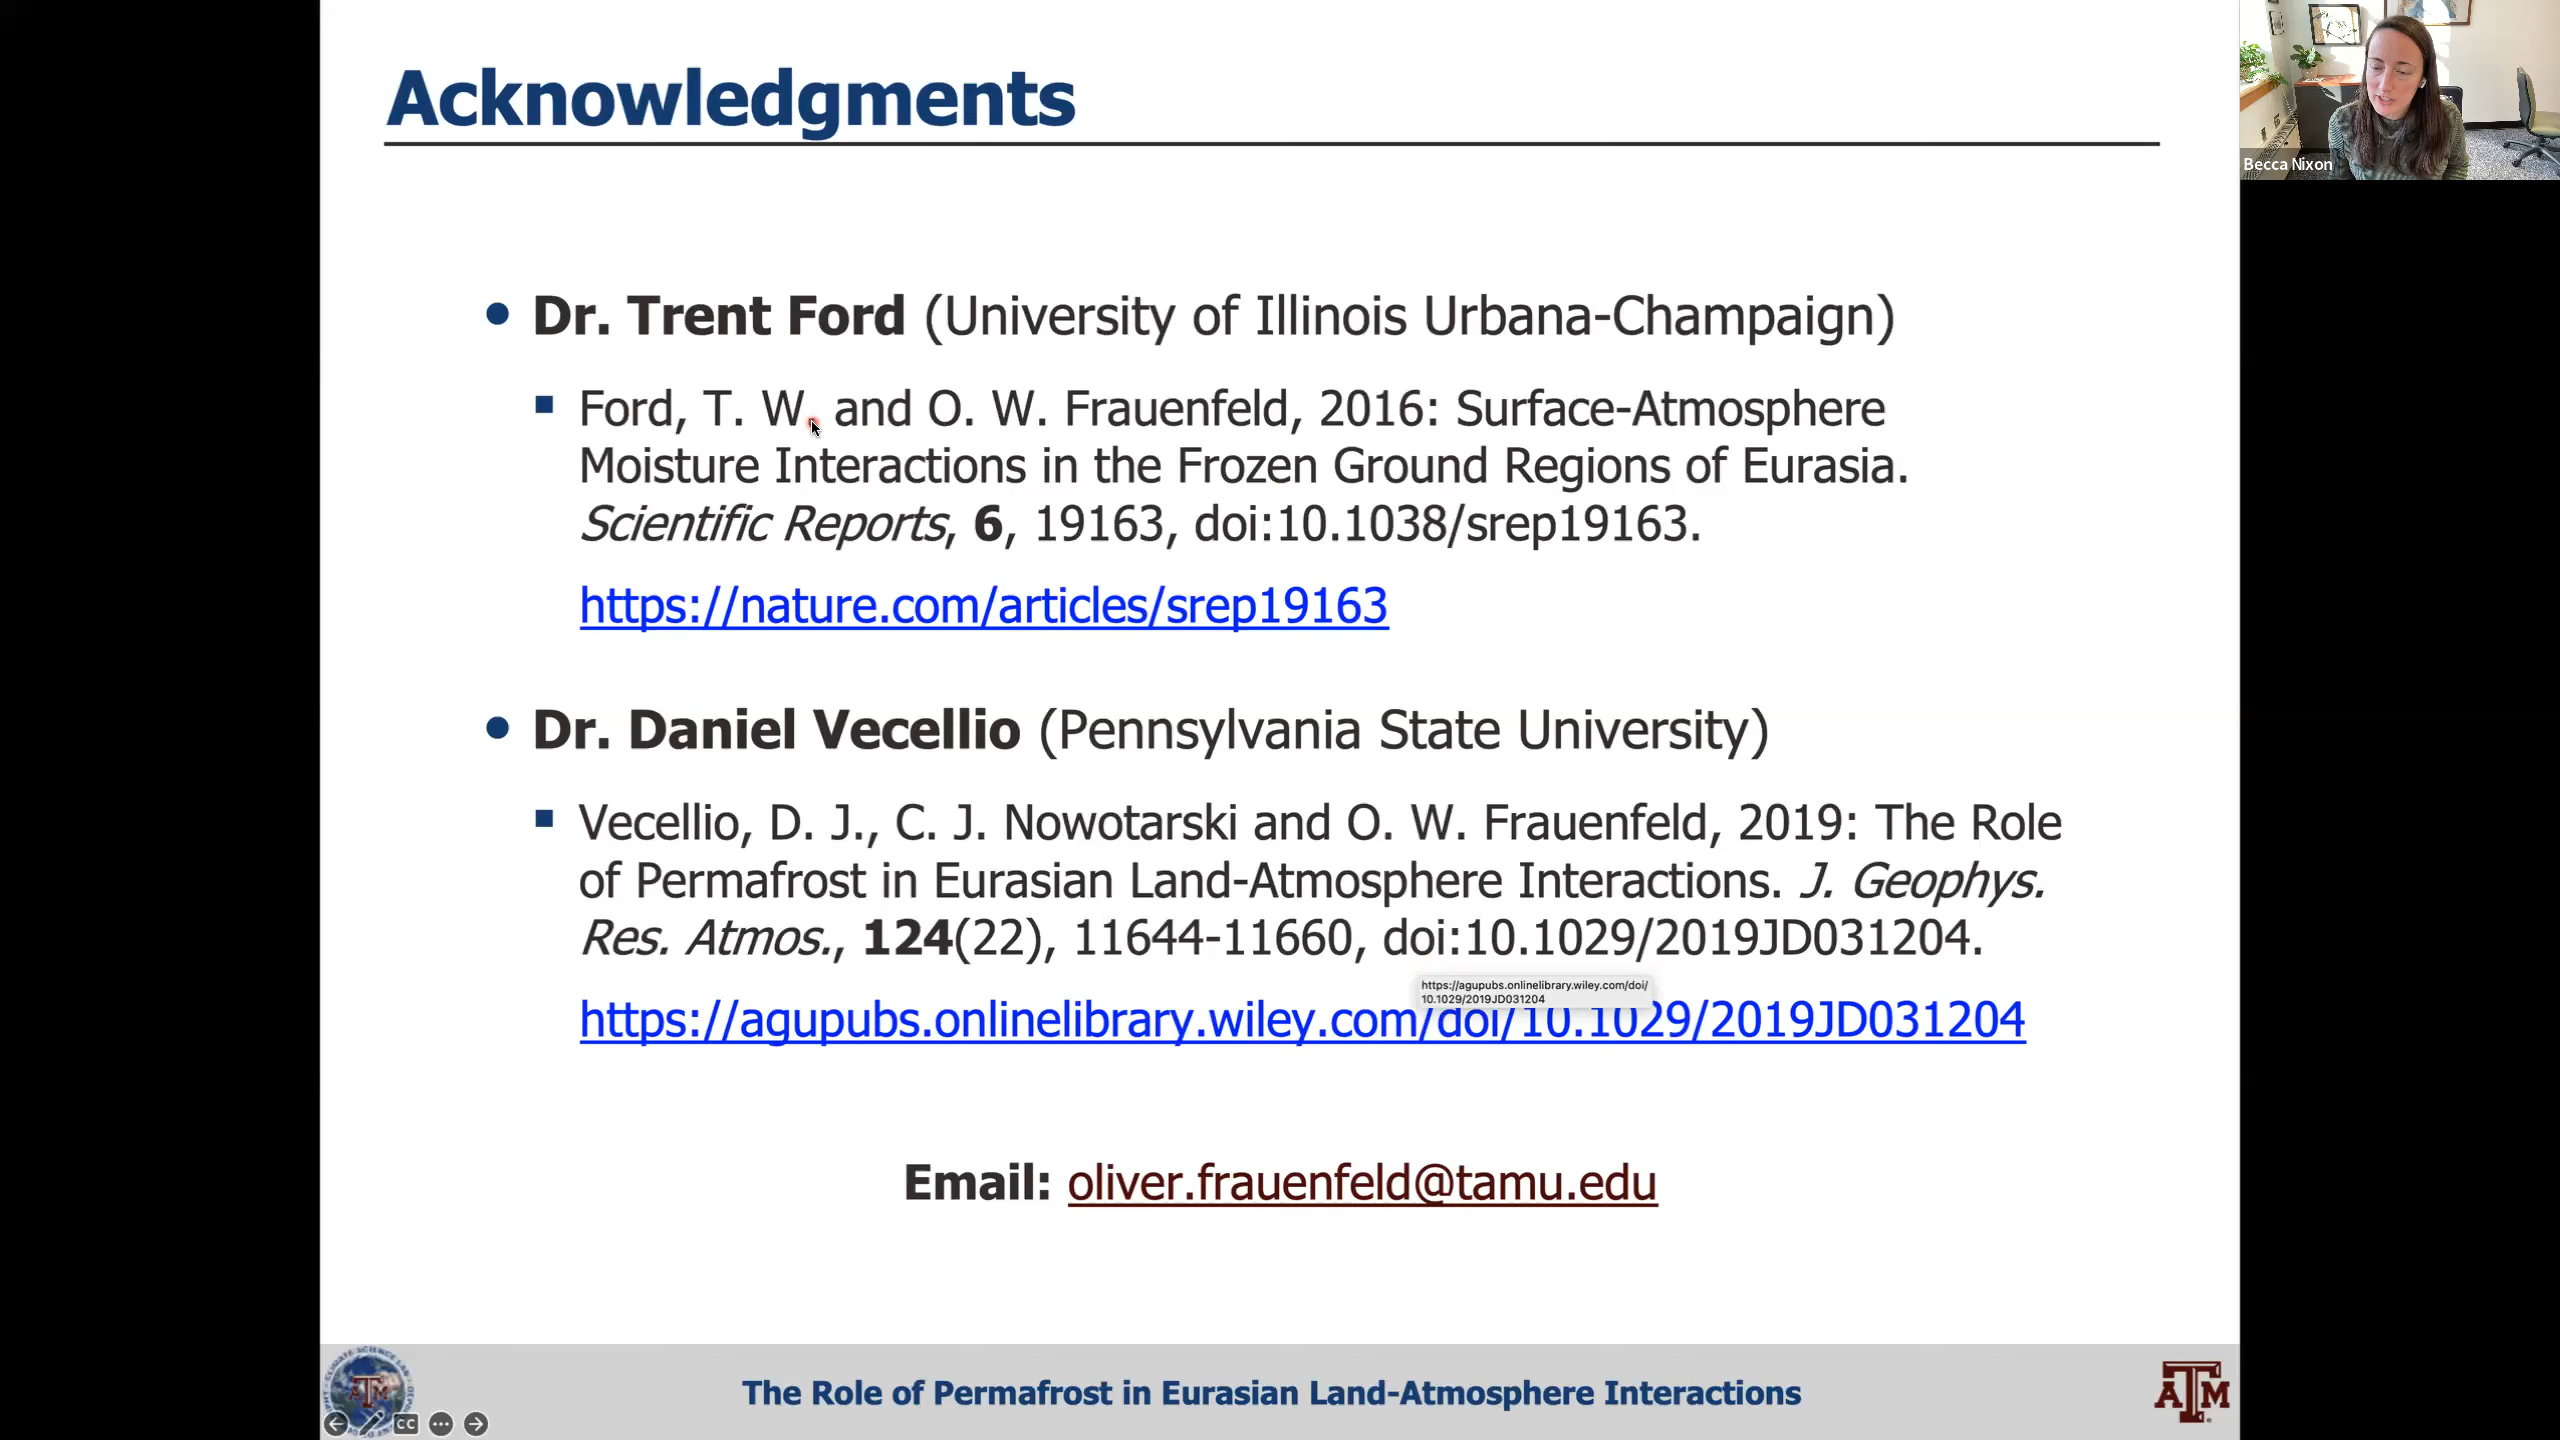 Acknowledgments
Becca Nixon
• Dr. Trent Ford (University of Illinois Urbana-Champaign)
▪ Ford, T. W. and O. W. Frauenfeld, 2016: Surface-Atmosphere
Moisture Interactions in the Frozen Ground Regions of Eurasia.
Scientific Reports, 6, 19163, doi:10.1038/srep19163.
https://nature.com/articles/srep19163
• Dr. Daniel Vecellio (Pennsylvania State University)
▪ Vecellio, D. J., C. J. Nowotarski and O. W. Frauenfeld, 2019: The Role
of Permafrost in Eurasian Land-Atmosphere Interactions. J. Geophys.
Res. Atmos., 124(22), 11644-11660, doi:10.1029/2019JD031204.
https://agupubs.onlinelibrary.wiley.com/doi/
10.1029/2019JD031204
https://agupubs.onlinelibrary.wiley.com/doi/10.1029/2019JD031204
Email: oliver.frauenfeld@tamu.edu
The Role of Permafrost in Eurasian Land-Atmosphere Interactions
ATM
ATM
CC